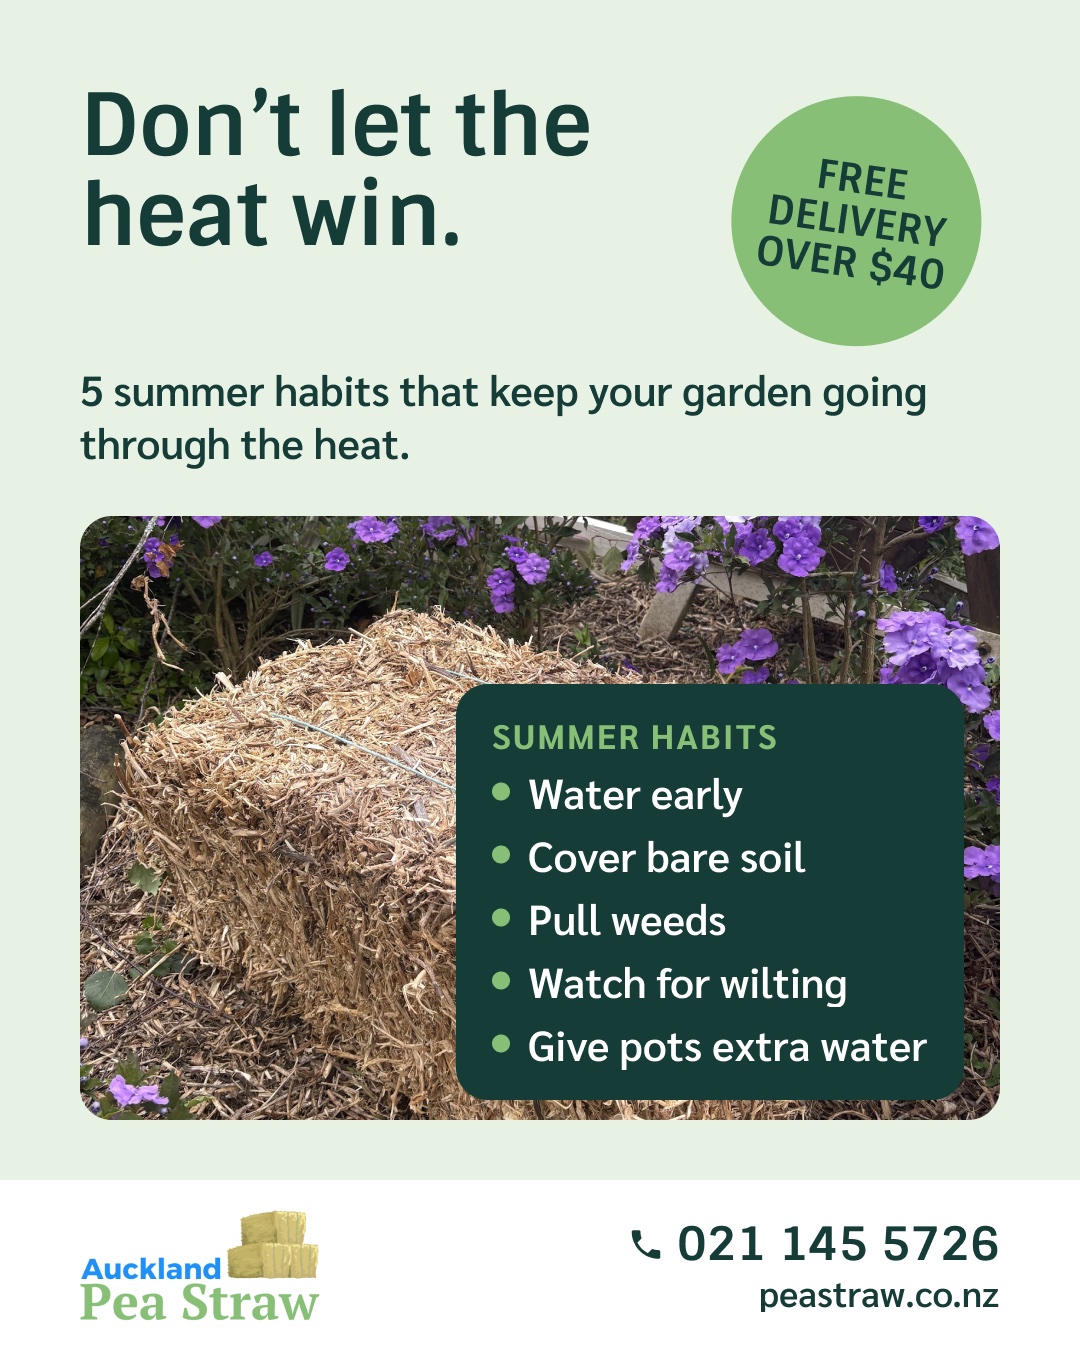 Don’t let the
heat win.
FREE
DELIVERY
OVER $40
5 summer habits that keep your garden going
through the heat.
SUMMER HABITS
Water early
Cover bare soil
Pull weeds
Watch for wilting
Give pots extra water
Auckland
Pea Straw
021 145 5726
peastraw.co.nz